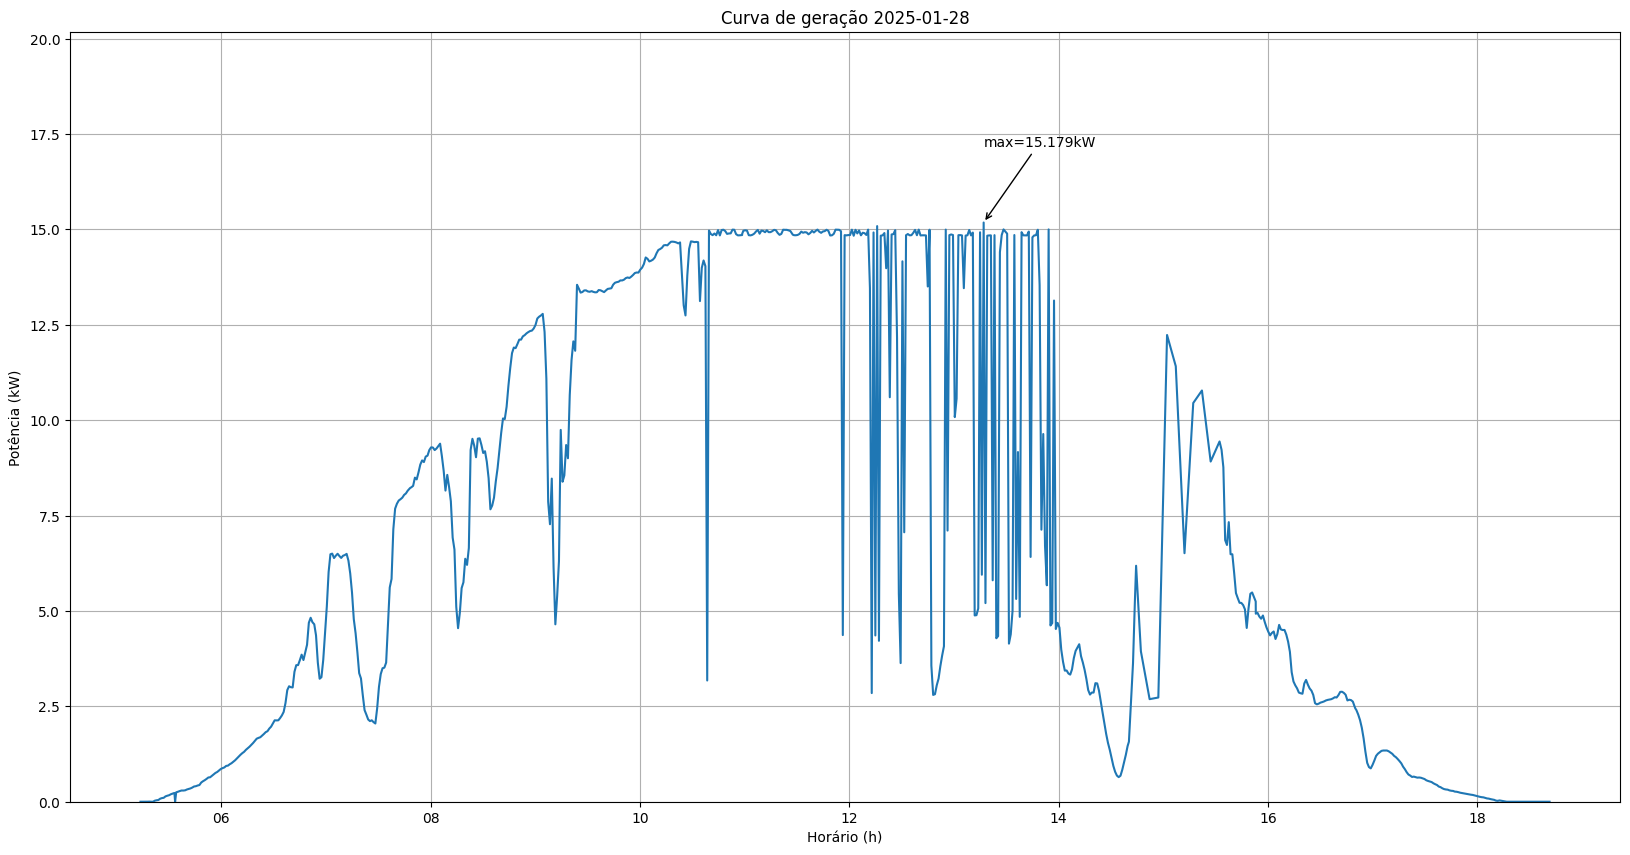 Curva de geração 2025-01-28
20.0
17.5
max=15.179kW
15.0
12.5
10.0
7.5
5.0
2.5
0.0
Potência (kW)
06 08 10 12 14 16 18
Horário (h)